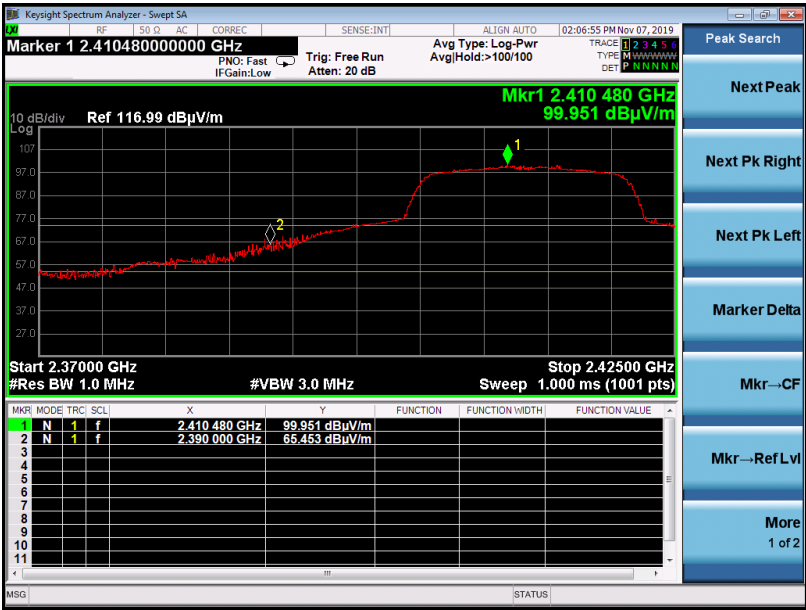 Keysight Spectrum Analyzer - Swept SA
LXI RF 50 Ω AC CORREC SENSE:INT ALIGN AUTO 02:06:55 PM Nov 07, 2019
Marker 1 2.410480000000 GHz
PNO: Fast
IFGain:Low
Trig: Free Run
Atten: 20 dB
Avg Type: Log-Pwr
Avg|Hold:>100/100
TRACE 1 2 3 4 5 6
TYPE M WWWWW
DET P N N N N N
Mkr1 2.410 480 GHz
99.951 dBµV/m
10 dB/div Ref 116.99 dBµV/m
Log
107
97.0
87.0
77.0
67.0
57.0
47.0
37.0
27.0
1
2
Start 2.37000 GHz Stop 2.42500 GHz
#Res BW 1.0 MHz #VBW 3.0 MHz Sweep 1.000 ms (1001 pts)
MKR MODE TRC SCL X Y FUNCTION FUNCTION WIDTH FUNCTION VALUE
1 N 1 f 2.410 480 GHz 99.951 dBµV/m
2 N 1 f 2.390 000 GHz 65.453 dBµV/m
3
4
5
6
7
8
9
10
11
MSG STATUS
Peak Search
Next Peak
Next Pk Right
Next Pk Left
Marker Delta
Mkr→CF
Mkr→Ref Lvl
More
1 of 2